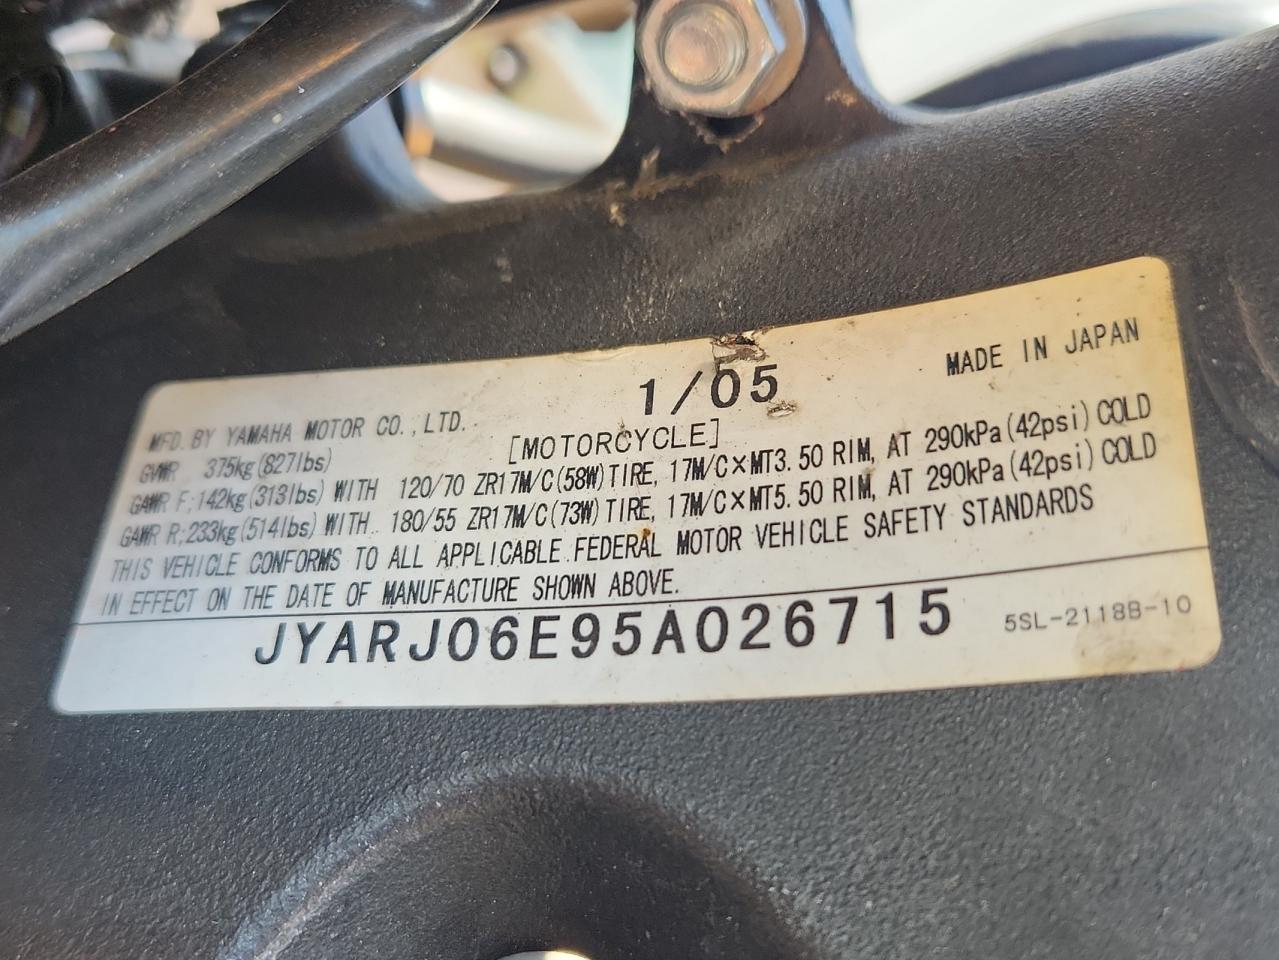 1/05
MADE IN JAPAN
MFD. BY YAMAHA MOTOR CO., LTD.
[MOTORCYCLE]
GVWR 375kg(827lbs)
GAWR F;142kg(313lbs) WITH 120/70 ZR17M/C(58W)TIRE, 17M/C×MT3.50 RIM, AT 290kPa(42psi) COLD
GAWR R;233kg(514lbs) WITH 180/55 ZR17M/C(73W)TIRE, 17M/C×MT5.50 RIM, AT 290kPa(42psi) COLD
THIS VEHICLE CONFORMS TO ALL APPLICABLE FEDERAL MOTOR VEHICLE SAFETY STANDARDS
IN EFFECT ON THE DATE OF MANUFACTURE SHOWN ABOVE.
JYARJ06E95A026715
5SL-2118B-10